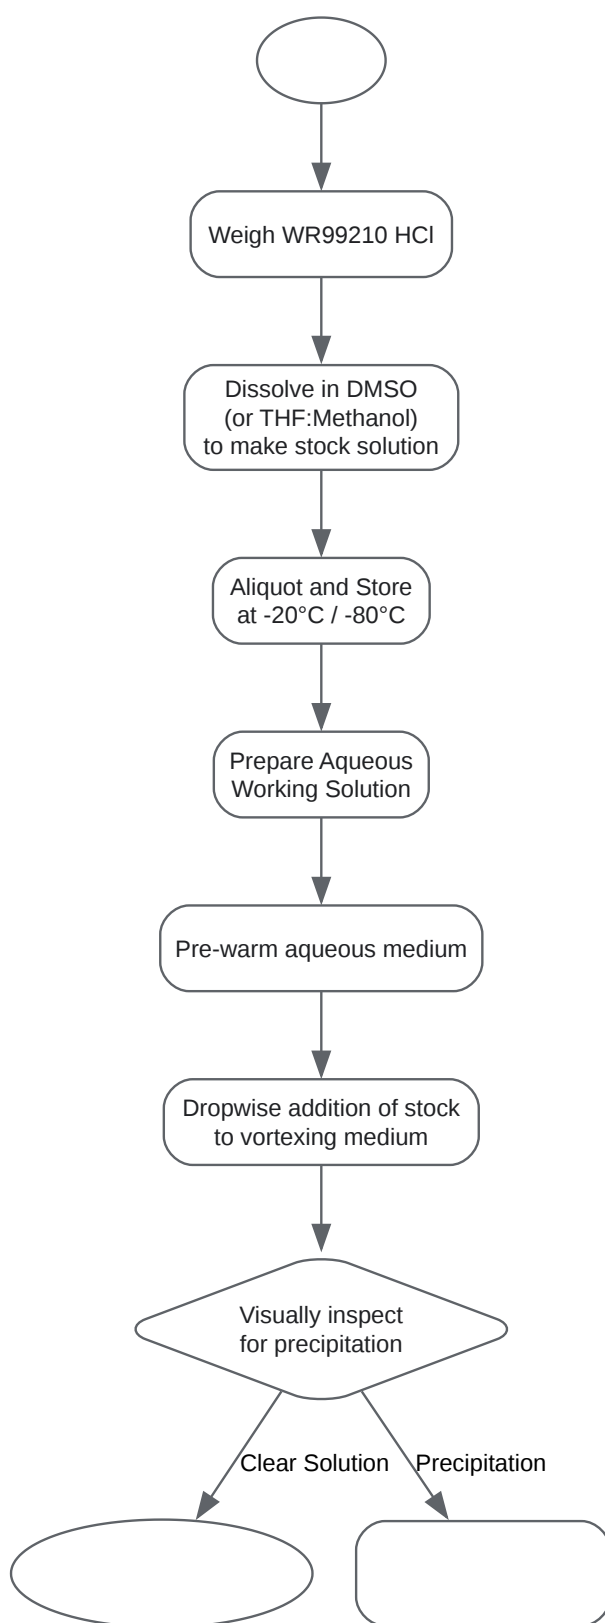 Weigh WR99210 HCl
Dissolve in DMSO
(or THF:Methanol)
to make stock solution
Aliquot and Store
at -20°C / -80°C
Prepare Aqueous
Working Solution
Pre-warm aqueous medium
Dropwise addition of stock
to vortexing medium
Visually inspect
for precipitation
Clear Solution
Precipitation